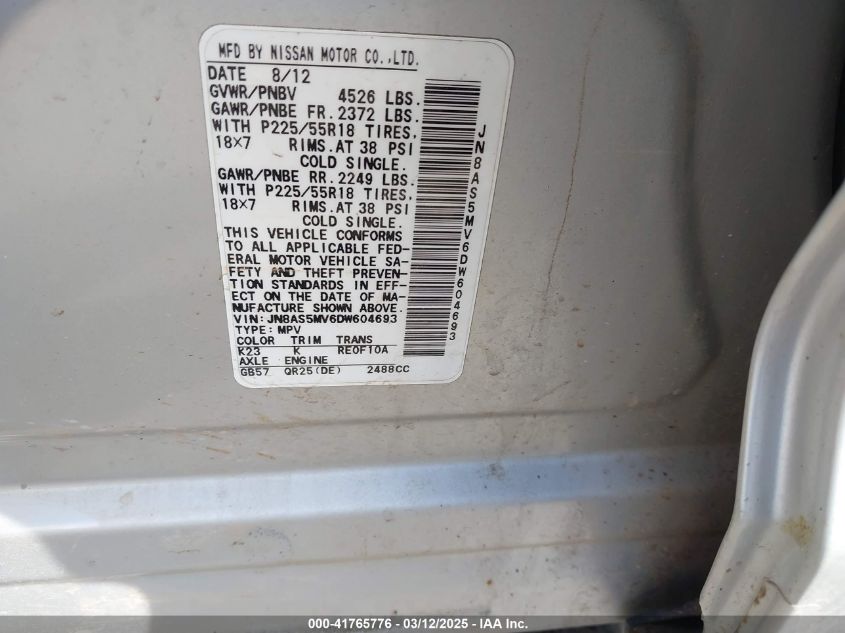 MFD BY NISSAN MOTOR CO.,LTD.
DATE 8/12
GVWR/PNBV 4526 LBS.
GAWR/PNBE FR. 2372 LBS.
WITH P225/55R18 TIRES,
18×7 RIMS.AT 38 PSI
COLD SINGLE.
GAWR/PNBE RR. 2249 LBS.
WITH P225/55R18 TIRES,
18×7 RIMS.AT 38 PSI
COLD SINGLE.
THIS VEHICLE CONFORMS
TO ALL APPLICABLE FED-
ERAL MOTOR VEHICLE SA-
FETY AND THEFT PREVEN-
TION STANDARDS IN EFF-
ECT ON THE DATE OF MA-
NUFACTURE SHOWN ABOVE.
VIN: JN8AS5MV6DW604693
TYPE: MPV
COLOR TRIM TRANS
K23 K RE0F10A
AXLE ENGINE
GB57 QR25(DE) 2488CC
JN8AS5MV6DW604693
000-41765776 - 03/12/2025 - IAA Inc.